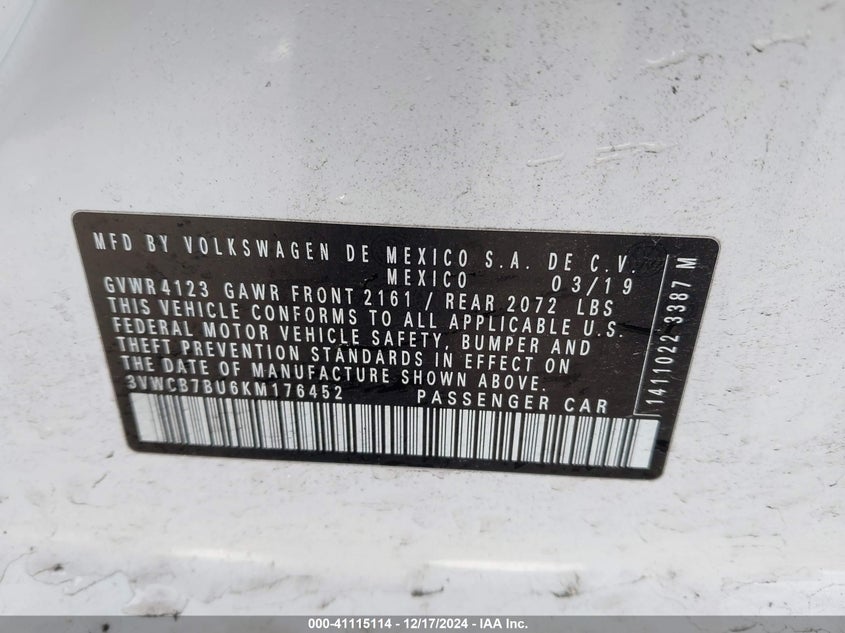 MFD BY VOLKSWAGEN DE MEXICO S.A. DE C.V.
MEXICO 03/19
GVWR4123 GAWR FRONT 2161 / REAR 2072 LBS
THIS VEHICLE CONFORMS TO ALL APPLICABLE U.S.
FEDERAL MOTOR VEHICLE SAFETY, BUMPER AND
THEFT PREVENTION STANDARDS IN EFFECT ON
THE DATE OF MANUFACTURE SHOWN ABOVE.
3VWCB7BU6KM176452 PASSENGER CAR
1411022 3387 M
000-41115114 - 12/17/2024 - IAA Inc.